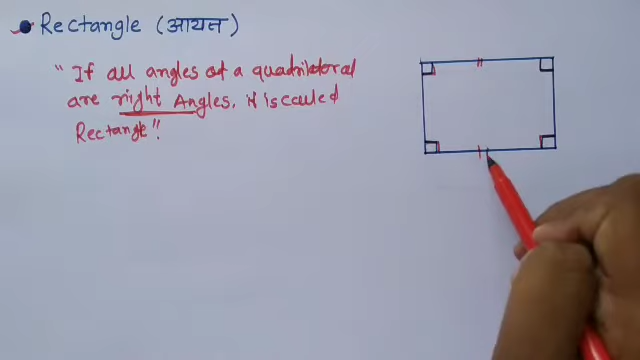 Rectangle (आयत)
"If all angles of a quadrilateral
are right Angles, it is called
Rectangle"